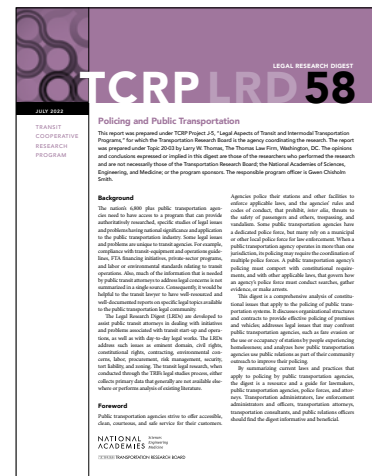 LEGAL RESEARCH DIGEST
TCRP LRD 58
JULY 2022
TRANSIT
COOPERATIVE
RESEARCH
PROGRAM
Policing and Public Transportation
This report was prepared under TCRP Project J-5, “Legal Aspects of Transit and Intermodal Transportation
Programs,” for which the Transportation Research Board is the agency coordinating the research. The report
was prepared under Topic 20-03 by Larry W. Thomas, The Thomas Law Firm, Washington, DC. The opinions
and conclusions expressed or implied in this digest are those of the researchers who performed the research
and are not necessarily those of the Transportation Research Board; the National Academies of Sciences,
Engineering, and Medicine; or the program sponsors. The responsible program officer is Gwen Chisholm
Smith.
Background
The nation’s 6,800 plus public transportation agen-
cies need to have access to a program that can provide
authoritatively researched, specific studies of legal issues
and problems having national significance and application
to the public transportation industry. Some legal issues
and problems are unique to transit agencies. For example,
compliance with transit-equipment and operations guide-
lines, FTA financing initiatives, private-sector programs,
and labor or environmental standards relating to transit
operations. Also, much of the information that is needed
by public transit attorneys to address legal concerns is not
summarized in a single source. Consequently, it would be
helpful to the transit lawyer to have well-resourced and
well-documented reports on specific legal topics available
to the public transportation legal community.
The Legal Research Digest (LRDs) are developed to
assist public transit attorneys in dealing with initiatives
and problems associated with transit start-up and opera-
tions, as well as with day-to-day legal works. The LRDs
address such issues as eminent domain, civil rights,
constitutional rights, contracting, environmental con-
cerns, labor, procurement, risk management, security,
tort liability, and zoning. The transit legal research, when
conducted through the TRB’s legal studies process, either
collects primary data that generally are not available else-
where or performs analysis of existing literature.
Foreword
Public transportation agencies strive to offer accessible,
clean, courteous, and safe service for their customers.
Agencies police their stations and other facilities to
enforce applicable laws, and the agencies’ rules and
codes of conduct, that prohibit, inter alia, threats to
the safety of passengers and others, trespassing, and
vandalism. Some public transportation agencies have
a dedicated police force, but many rely on a municipal
or other local police force for law enforcement. When a
public transportation agency operates in more than one
jurisdiction, its policing may require the coordination of
multiple police forces. A public transportation agency’s
policing must comport with constitutional require-
ments, and with other applicable laws, that govern how
an agency’s police must conduct searches, gather
evidence, or make arrests.
This digest is a comprehensive analysis of constitu-
tional issues that apply to the policing of public trans-
portation systems. It discusses organizational structures
and contracts to provide effective policing of premises
and vehicles; addresses legal issues that may confront
public transportation agencies, such as fare evasion or
the use or occupancy of stations by people experiencing
homelessness; and analyzes how public transportation
agencies use public relations as part of their community
outreach to improve their policing.
By summarizing current laws and practices that
apply to policing by public transportation agencies,
the digest is a resource and a guide for lawmakers,
public transportation agencies, police forces, and attor-
neys. Transportation administrators, law enforcement
administrators and officers, transportation attorneys,
transportation consultants, and public relations officers
should find the digest informative and beneficial.
NATIONAL ACADEMIES
Sciences
Engineering
Medicine
TRANSPORTATION RESEARCH BOARD